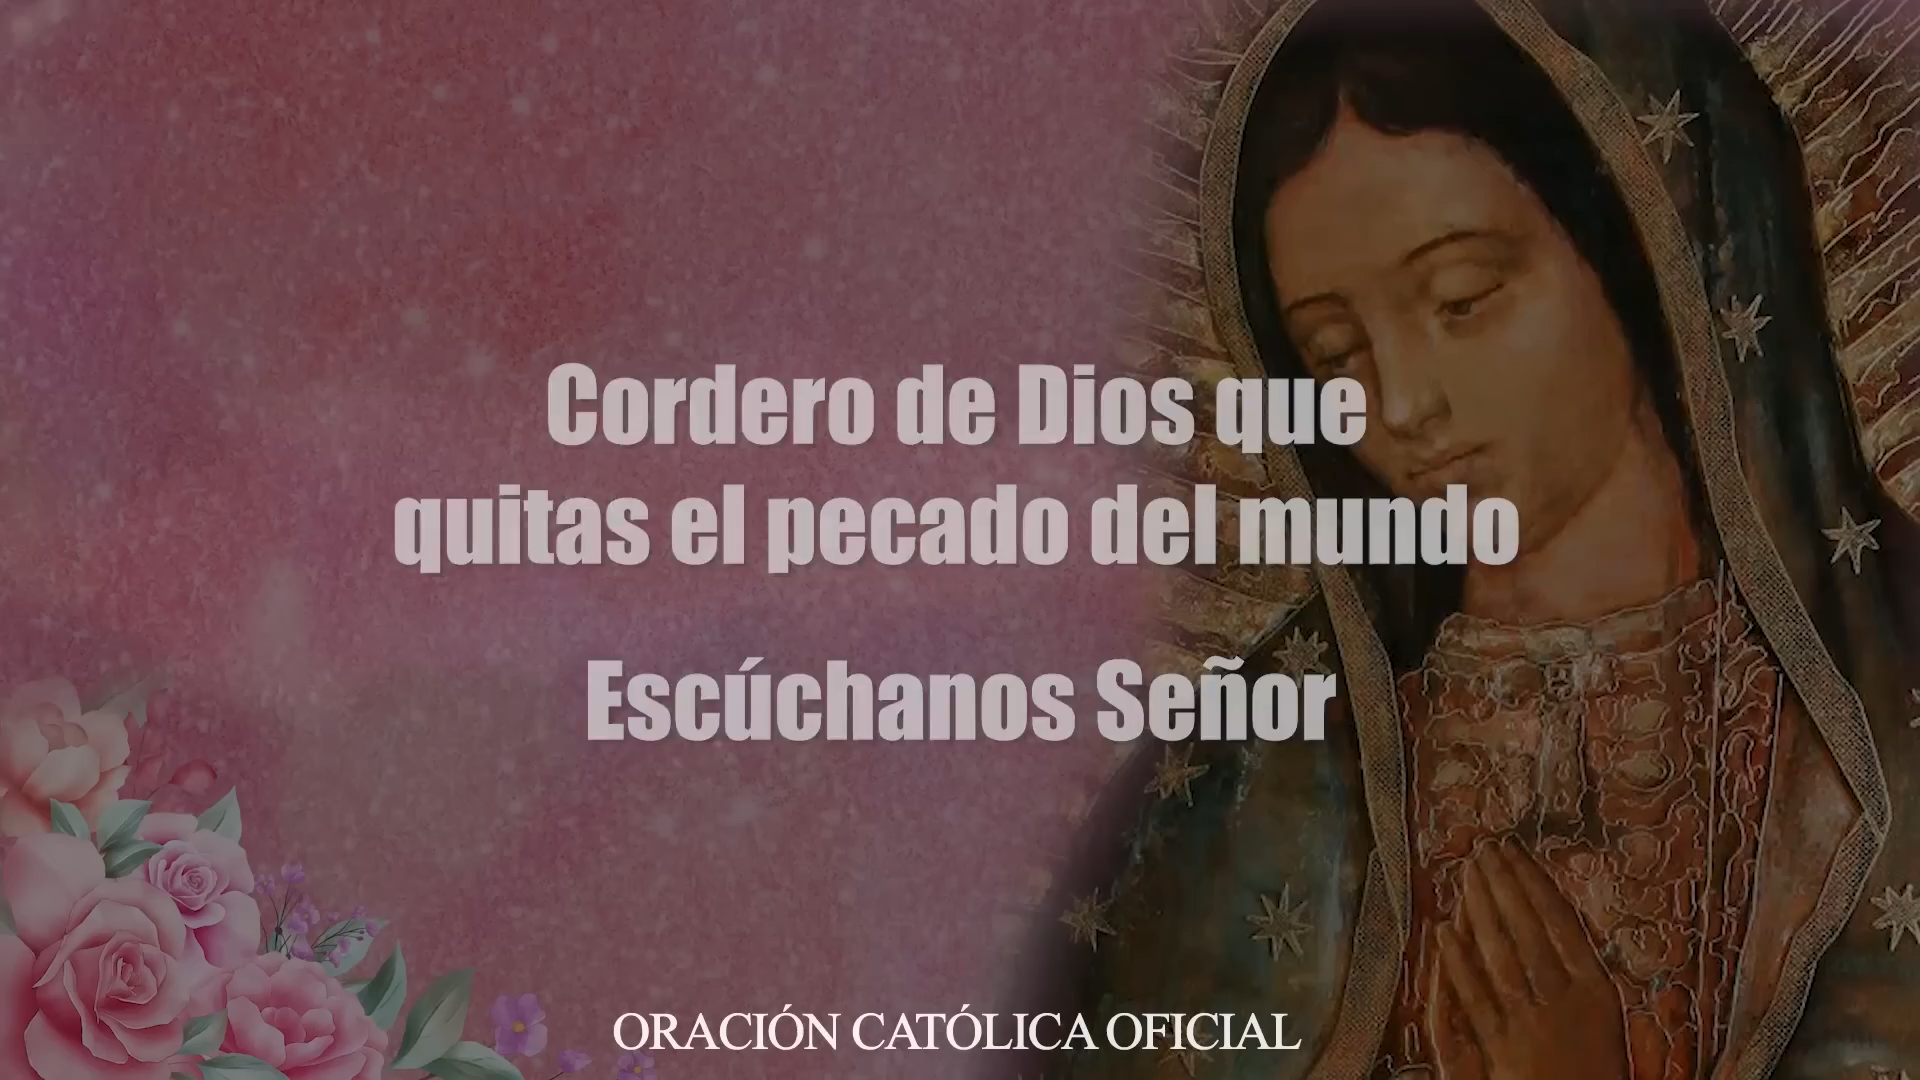 Cordero de Dios que
quitas el pecado del mundo
Escúchanos Señor
ORACIÓN CATÓLICA OFICIAL